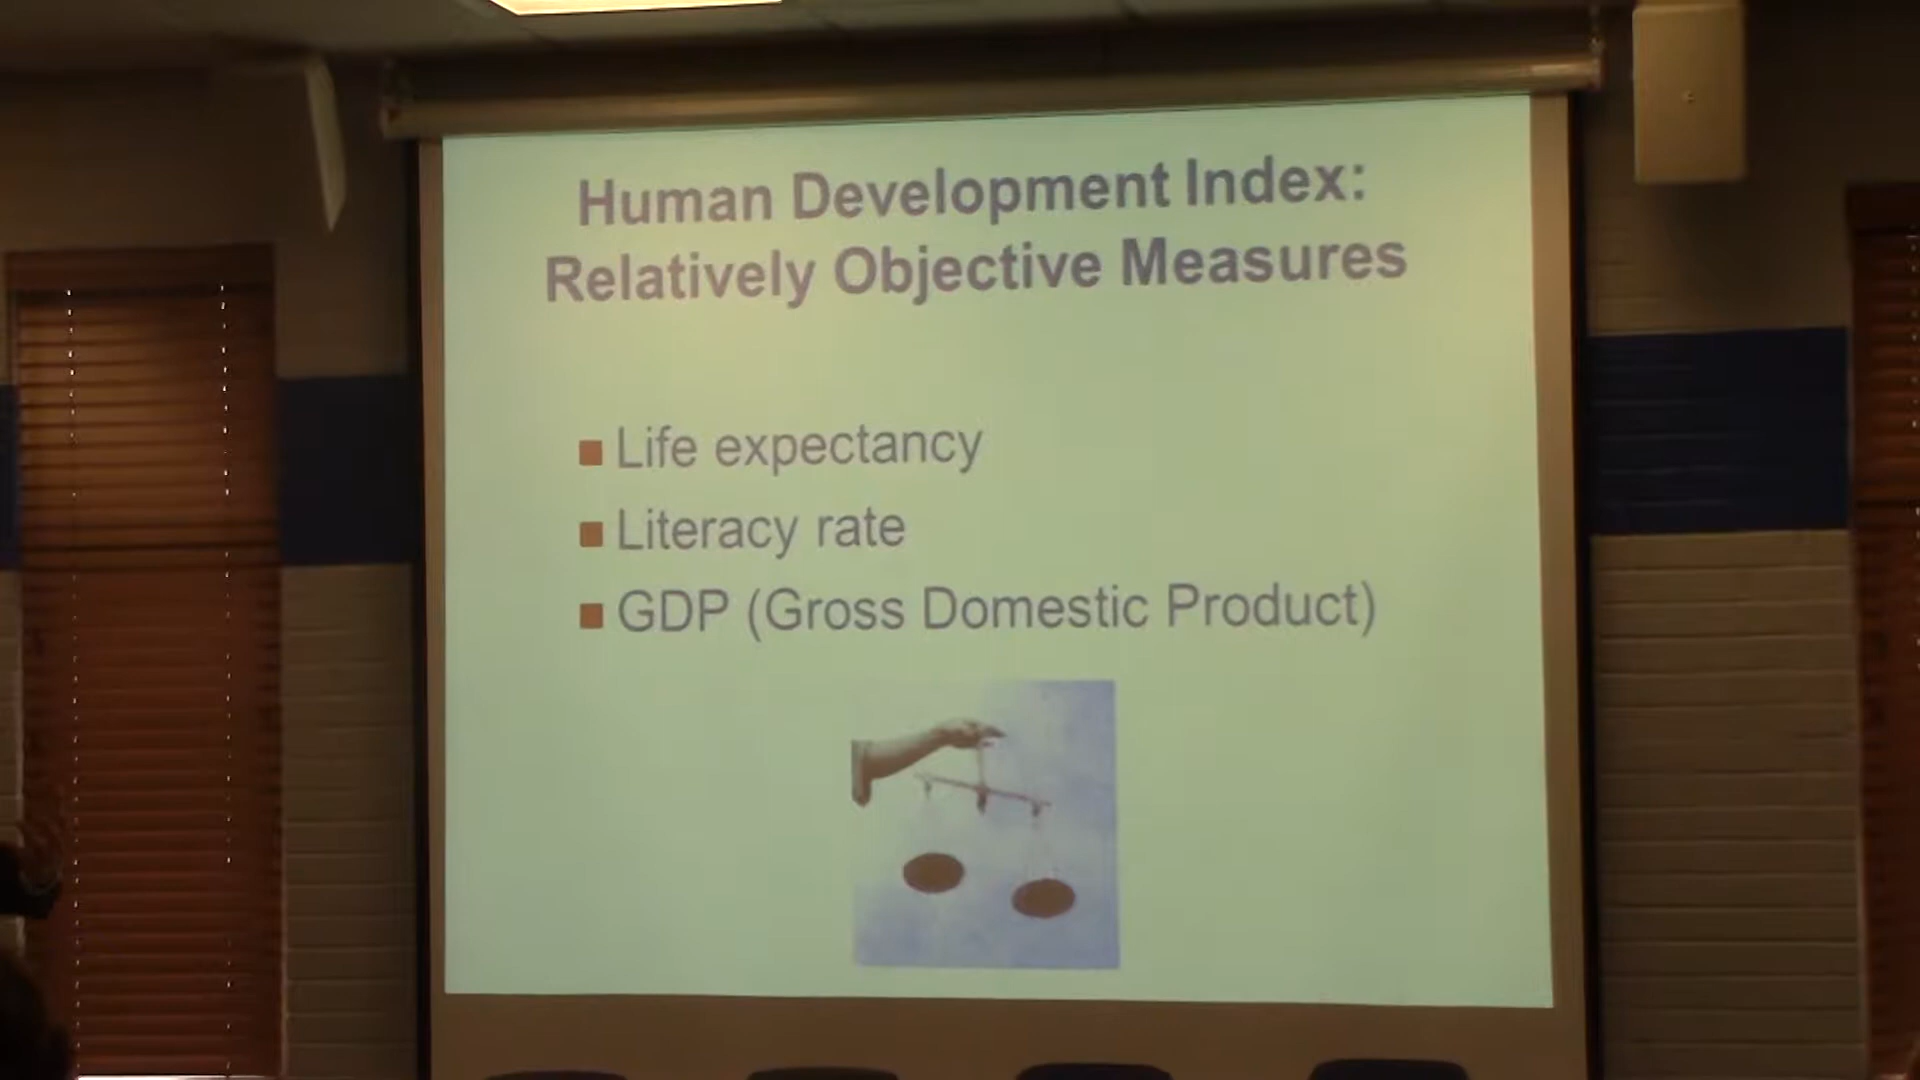 Human Development Index:
Relatively Objective Measures
Life expectancy
Literacy rate
GDP (Gross Domestic Product)